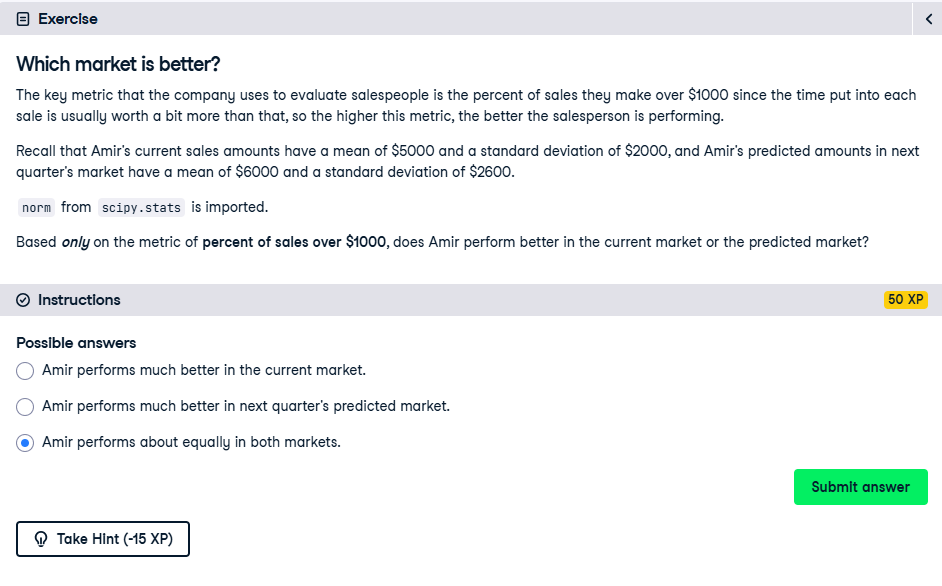 Exercise
Which market is better?
The key metric that the company uses to evaluate salespeople is the percent of sales they make over $1000 since the time put into each
sale is usually worth a bit more than that, so the higher this metric, the better the salesperson is performing.
Recall that Amir's current sales amounts have a mean of $5000 and a standard deviation of $2000, and Amir's predicted amounts in next
quarter's market have a mean of $6000 and a standard deviation of $2600.
norm from scipy.stats is imported.
Based only on the metric of percent of sales over $1000, does Amir perform better in the current market or the predicted market?
Instructions 50 XP
Possible answers
Amir performs much better in the current market.
Amir performs much better in next quarter's predicted market.
Amir performs about equally in both markets.
Submit answer
Take Hint (-15 XP)